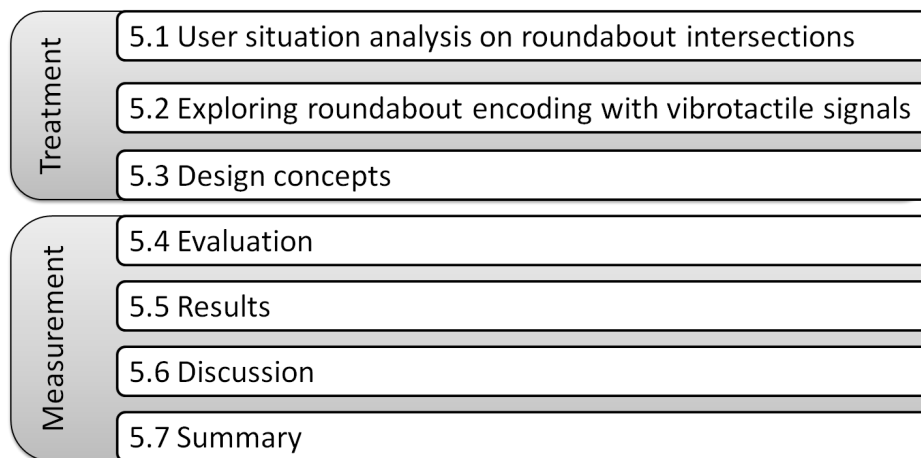 Treatment
5.1 User situation analysis on roundabout intersections
5.2 Exploring roundabout encoding with vibrotactile signals
5.3 Design concepts
Measurement
5.4 Evaluation
5.5 Results
5.6 Discussion
5.7 Summary